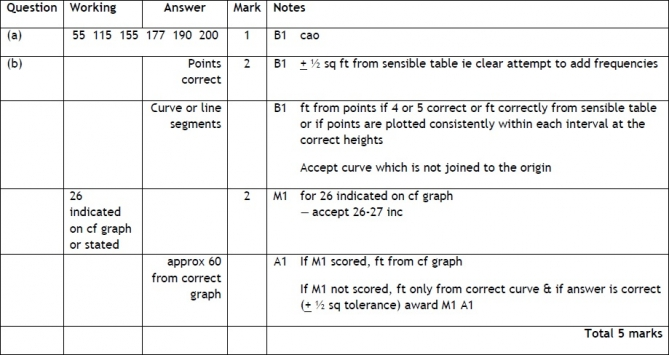 Question Working Answer Mark Notes
(a) 55 115 155 177 190 200 1 B1 cao
(b) Points correct 2 B1 ± ½ sq ft from sensible table ie clear attempt to add frequencies
Curve or line segments B1 ft from points if 4 or 5 correct or ft correctly from sensible table
or if points are plotted consistently within each interval at the
correct heights
Accept curve which is not joined to the origin
26
indicated
on cf graph
or stated
2 M1 for 26 indicated on cf graph
— accept 26-27 inc
approx 60
from correct
graph
A1 If M1 scored, ft from cf graph
If M1 not scored, ft only from correct curve & if answer is correct
(± ½ sq tolerance) award M1 A1
Total 5 marks